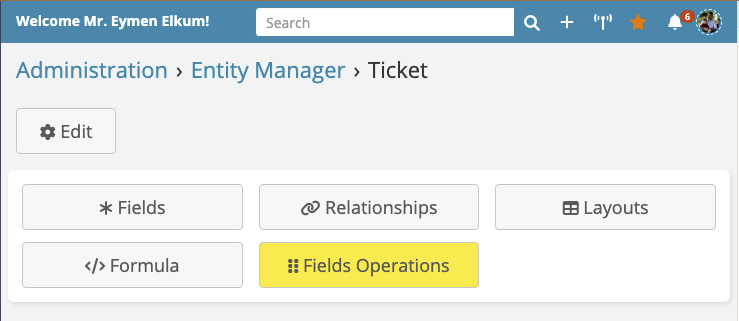 Welcome Mr. Eymen Elkum!
Search
6
Administration › Entity Manager › Ticket
Edit
Fields
Relationships
Layouts
</> Formula
Fields Operations